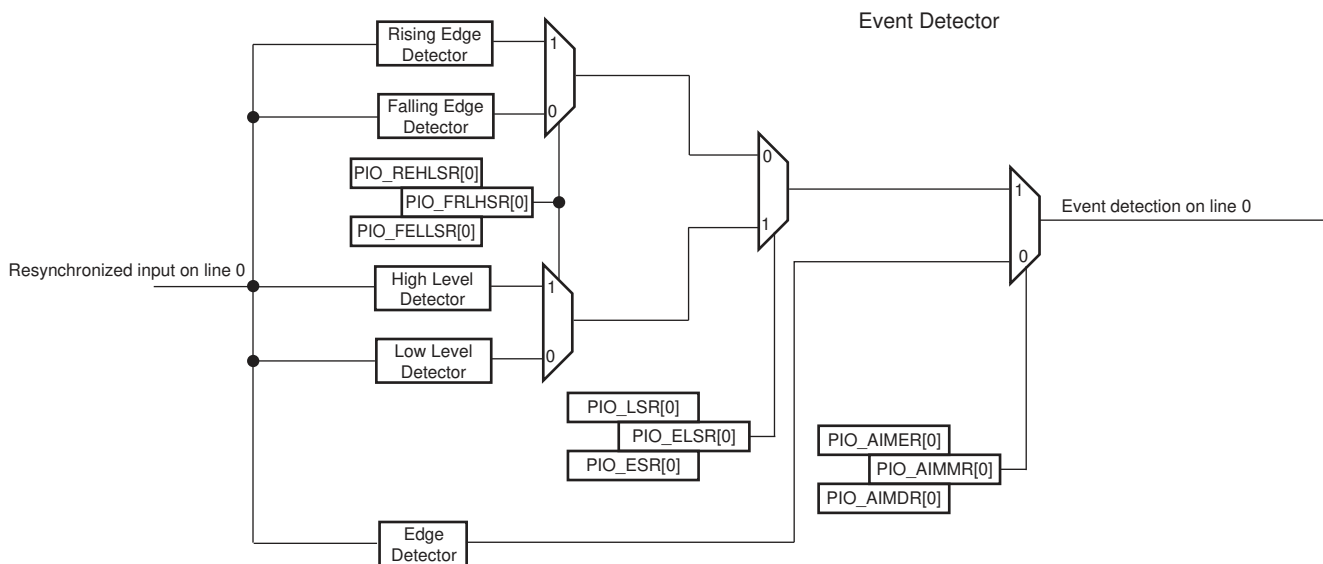 Event Detector
Rising Edge
Detector
1
Falling Edge
Detector
0
PIO_REHLSR[0]
PIO_FRLHSR[0]
PIO_FELLSR[0]
0
1
1
Event detection on line 0
0
Resynchronized input on line 0
High Level
Detector
1
Low Level
Detector
0
PIO_LSR[0]
PIO_ELSR[0]
PIO_ESR[0]
PIO_AIMER[0]
PIO_AIMMR[0]
PIO_AIMDR[0]
Edge
Detector